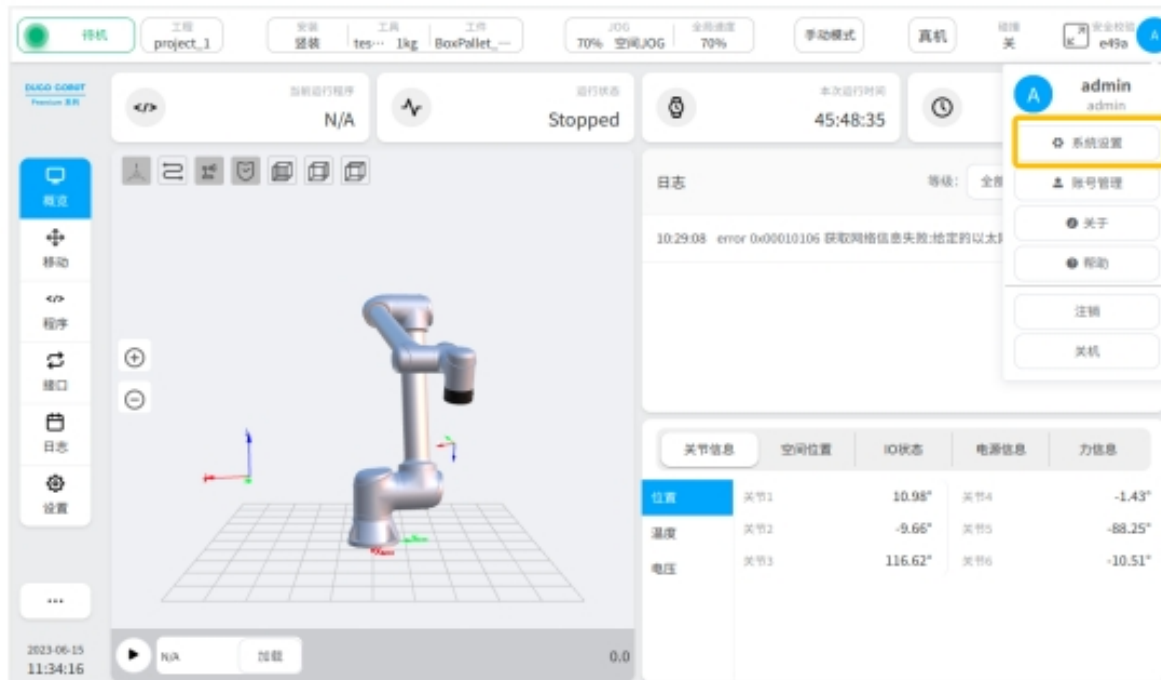 待机
工程
project_1
安装
竖装
工具
tes··· 1kg
工件
BoxPallet_···
JOG
70% 空间JOG
全局速度
70%
手动模式
真机
碰撞
关
安全校验
e49a
A
DUCO COBOT
当前运行程序
N/A
运行状态
Stopped
本次运行时间
45:48:35
A
admin
admin
系统设置
账号管理
关于
帮助
注销
关机
概览
移动
程序
接口
日志
设置
···
2023-06-15
11:34:16
日志
等级:
全部
10:29:08 error 0x00010106 获取网络信息失败:给定的以太
关节信息
空间位置
IO状态
电源信息
力信息
位置
温度
电压
关节1 10.98° 关节4 -1.43°
关节2 -9.66° 关节5 -88.25°
关节3 116.62° 关节6 -10.51°
N/A
加载
0.0